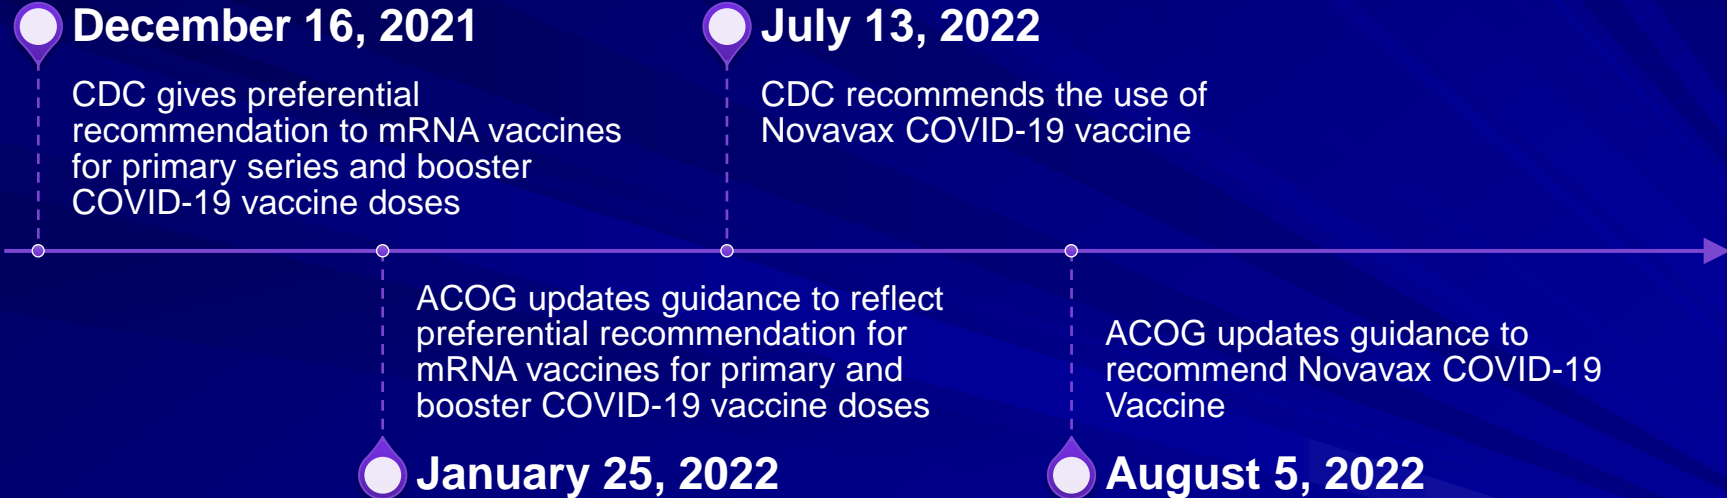 December 16, 2021
CDC gives preferential
recommendation to mRNA vaccines
for primary series and booster
COVID-19 vaccine doses
July 13, 2022
CDC recommends the use of
Novavax COVID-19 vaccine
ACOG updates guidance to reflect
preferential recommendation for
mRNA vaccines for primary and
booster COVID-19 vaccine doses
January 25, 2022
ACOG updates guidance to
recommend Novavax COVID-19
Vaccine
August 5, 2022